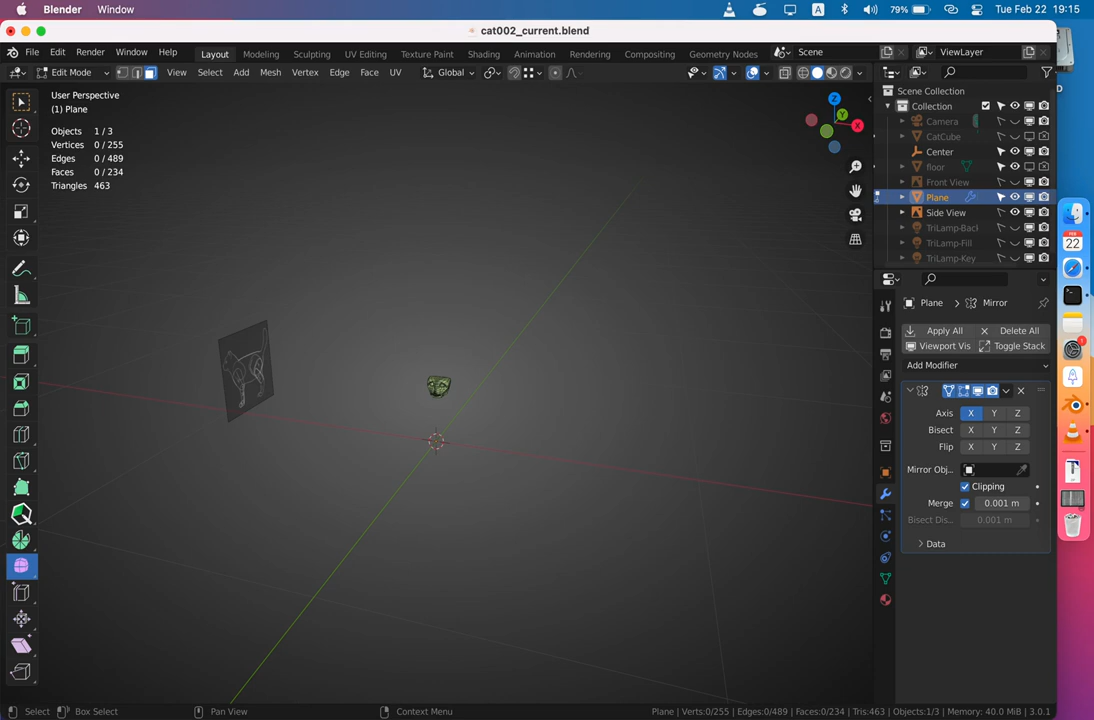 Blender Window A 79% Tue Feb 22 19:15
cat002_current.blend
File Edit Render Window Help Layout Modeling Sculpting UV Editing Texture Paint Shading Animation Rendering Compositing Geometry Nodes Scene ViewLayer
Edit Mode View Select Add Mesh Vertex Edge Face UV Global
User Perspective
(1) Plane
Objects 1 / 3
Vertices 0 / 255
Edges 0 / 489
Faces 0 / 234
Triangles 463
Z
Y
X
Scene Collection
Collection
Camera
CatCube
Center
floor
Front View
Plane
Side View
TriLamp-Back
TriLamp-Fill
TriLamp-Key
Plane > Mirror
Apply All Delete All
Viewport Vis Toggle Stack
Add Modifier
Axis X Y Z
Bisect X Y Z
Flip X Y Z
Mirror Obj...
Clipping
Merge 0.001 m
Bisect Dis... 0.001 m
Data
FEB
22
1
Select Box Select Pan View Context Menu Plane | Verts:0/255 | Edges:0/489 | Faces:0/234 | Tris:463 | Objects:1/3 | Memory: 40.0 MiB | 3.0.1